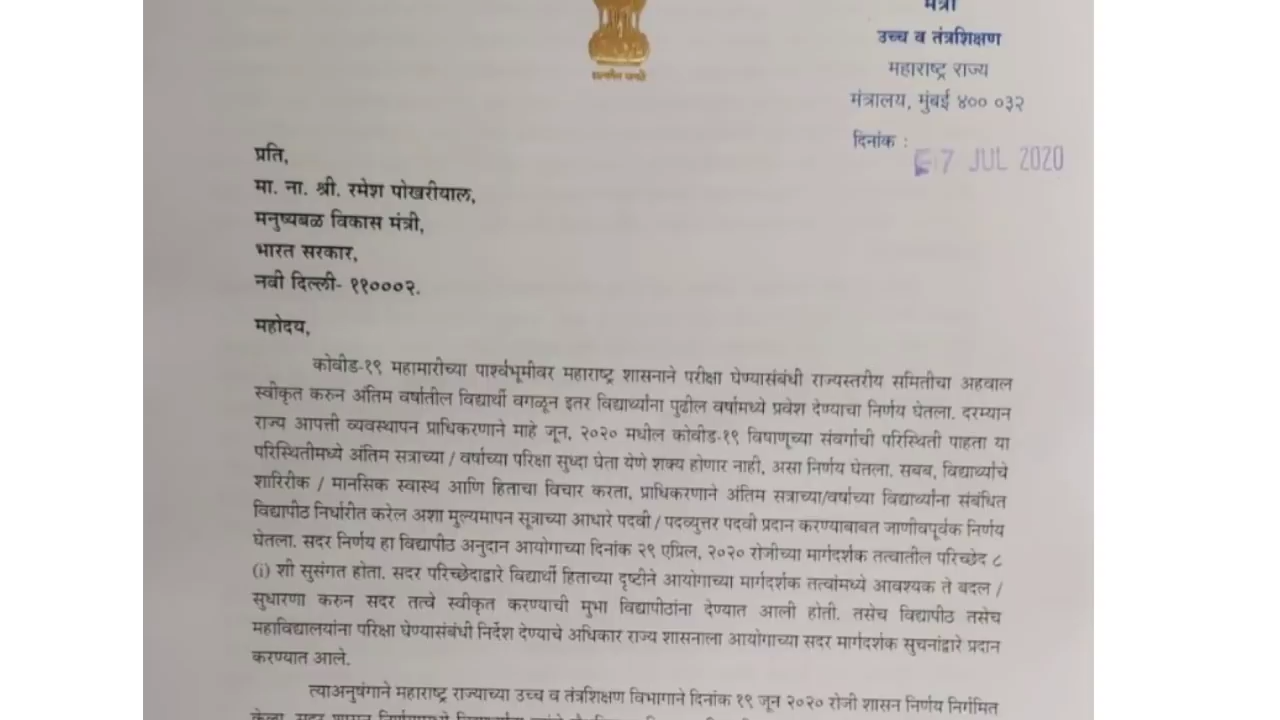 मंत्री
उच्च व तंत्रशिक्षण
महाराष्ट्र राज्य
मंत्रालय, मुंबई ४०० ०३२
दिनांक :
7 JUL 2020
प्रति,
मा. ना. श्री. रमेश पोखरीयाल,
मनुष्यबळ विकास मंत्री,
भारत सरकार,
नवी दिल्ली- ११०००२.
महोदय,
कोवीड-१९ महामारीच्या पार्श्वभूमीवर महाराष्ट्र शासनाने परीक्षा घेण्यासंबंधी राज्यस्तरीय समितीचा अहवाल
स्वीकृत करुन अंतिम वर्षातील विद्यार्थी वगळून इतर विद्यार्थ्यांना पुढील वर्षामध्ये प्रवेश देण्याचा निर्णय घेतला. दरम्यान
राज्य आपत्ती व्यवस्थापन प्राधिकरणाने माहे जून, २०२० मधील कोवीड-१९ विषाणूच्या संवर्गाची परिस्थिती पाहता या
परिस्थितीमध्ये अंतिम सत्राच्या / वर्षाच्या परिक्षा सुध्दा घेता येणे शक्य होणार नाही, असा निर्णय घेतला. सबब, विद्यार्थ्यांचे
शारिरीक / मानसिक स्वास्थ आणि हिताचा विचार करता, प्राधिकरणाने अंतिम सत्राच्या/वर्षाच्या विद्यार्थ्यांना संबंधित
विद्यापीठ निर्धारीत करेल अशा मुल्यमापन सूत्राच्या आधारे पदवी / पदव्युत्तर पदवी प्रदान करण्याबाबत जाणीवपूर्वक निर्णय
घेतला. सदर निर्णय हा विद्यापीठ अनुदान आयोगाच्या दिनांक २९ एप्रिल, २०२० रोजीच्या मार्गदर्शक तत्वातील परिच्छेद ८
(i) शी सुसंगत होता. सदर परिच्छेदाद्वारे विद्यार्थी हिताच्या दृष्टीने आयोगाच्या मार्गदर्शक तत्वांमध्ये आवश्यक ते बदल /
सुधारणा करुन सदर तत्वे स्वीकृत करण्याची मुभा विद्यापीठांना देण्यात आली होती. तसेच विद्यापीठ तसेच
महाविद्यालयांना परिक्षा घेण्यासंबंधी निर्देश देण्याचे अधिकार राज्य शासनाला आयोगाच्या सदर मार्गदर्शक सुचनांद्वारे प्रदान
करण्यात आले.
त्याअनुषंगाने महाराष्ट्र राज्याच्या उच्च व तंत्रशिक्षण विभागाने दिनांक १९ जून २०२० रोजी शासन निर्णय निर्गमित